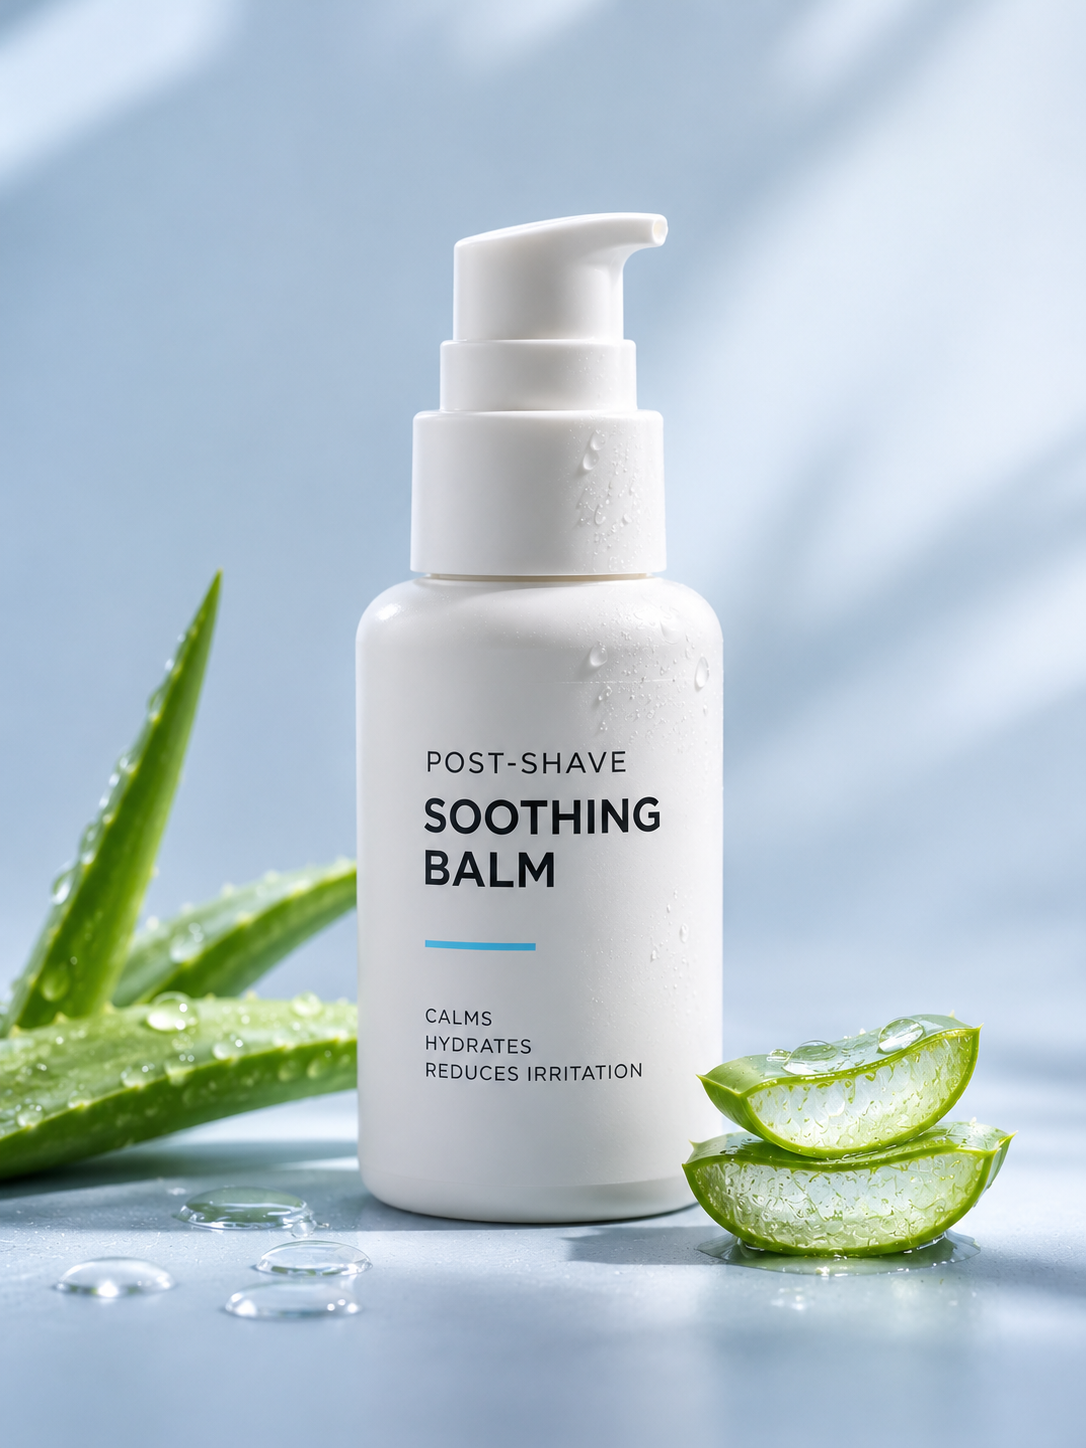 POST-SHAVE
SOOTHING
BALM
CALMS
HYDRATES
REDUCES IRRITATION